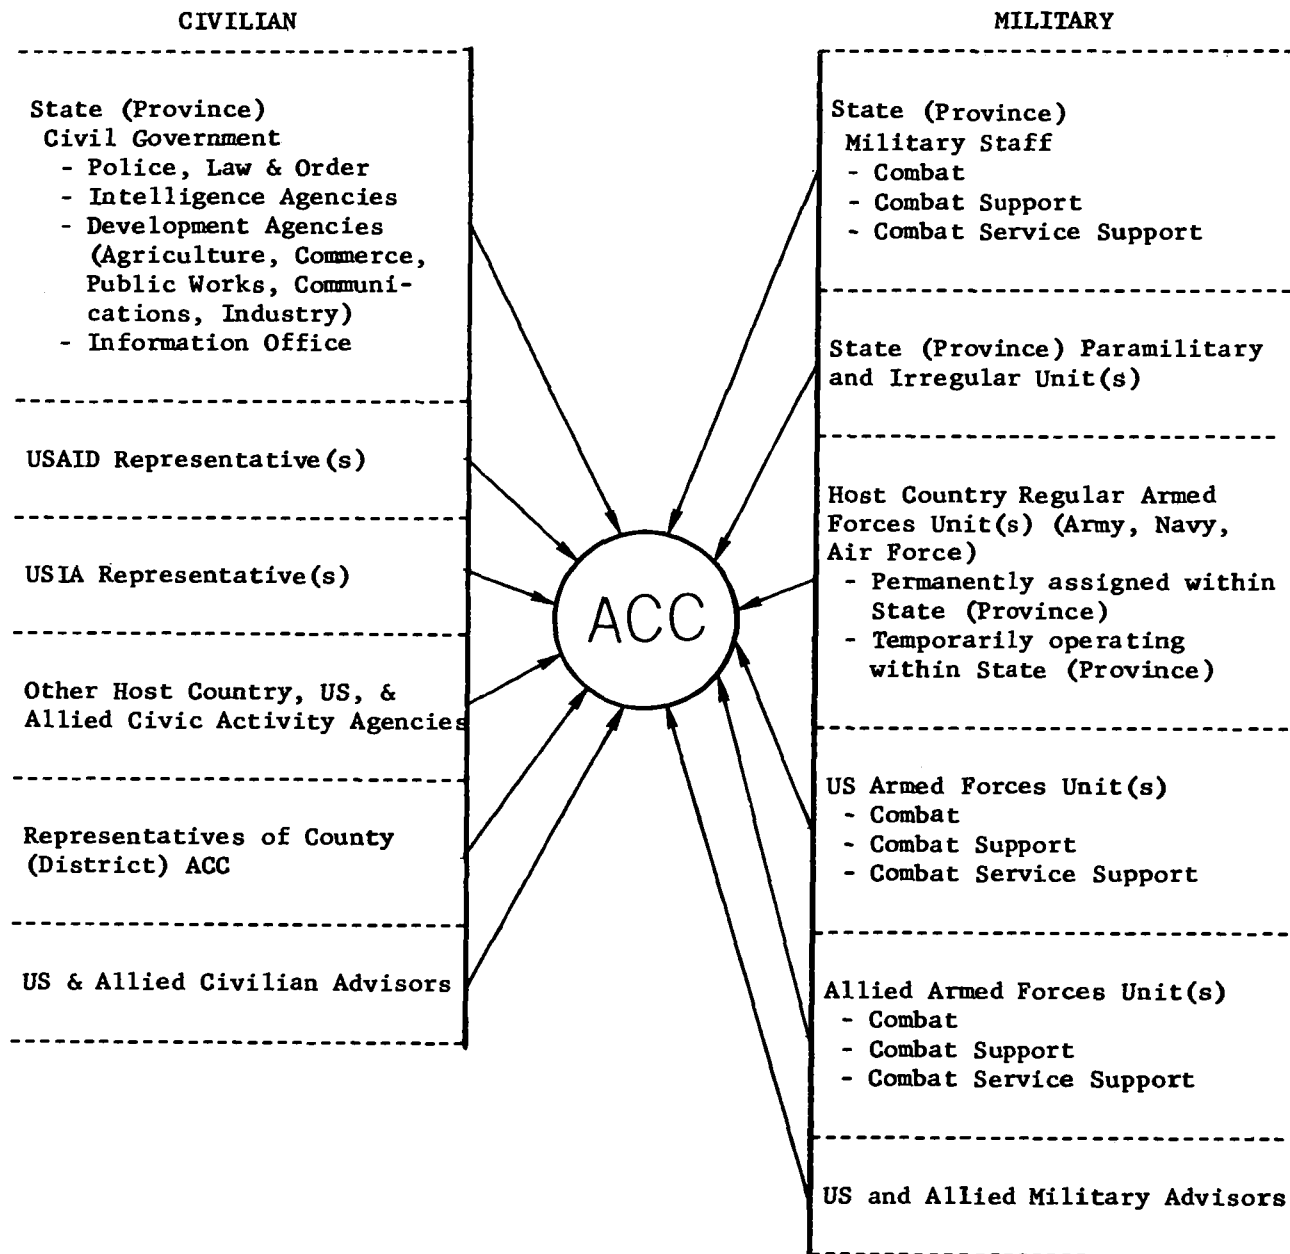 CIVILIAN
State (Province)
Civil Government
- Police, Law & Order
- Intelligence Agencies
- Development Agencies
(Agriculture, Commerce,
Public Works, Communi-
cations, Industry)
- Information Office
USAID Representative(s)
USIA Representative(s)
Other Host Country, US, &
Allied Civic Activity Agencies
Representatives of County
(District) ACC
US & Allied Civilian Advisors
ACC
MILITARY
State (Province)
Military Staff
- Combat
- Combat Support
- Combat Service Support
State (Province) Paramilitary
and Irregular Unit(s)
Host Country Regular Armed
Forces Unit(s) (Army, Navy,
Air Force)
- Permanently assigned within
State (Province)
- Temporarily operating
within State (Province)
US Armed Forces Unit(s)
- Combat
- Combat Support
- Combat Service Support
Allied Armed Forces Unit(s)
- Combat
- Combat Support
- Combat Service Support
US and Allied Military Advisors